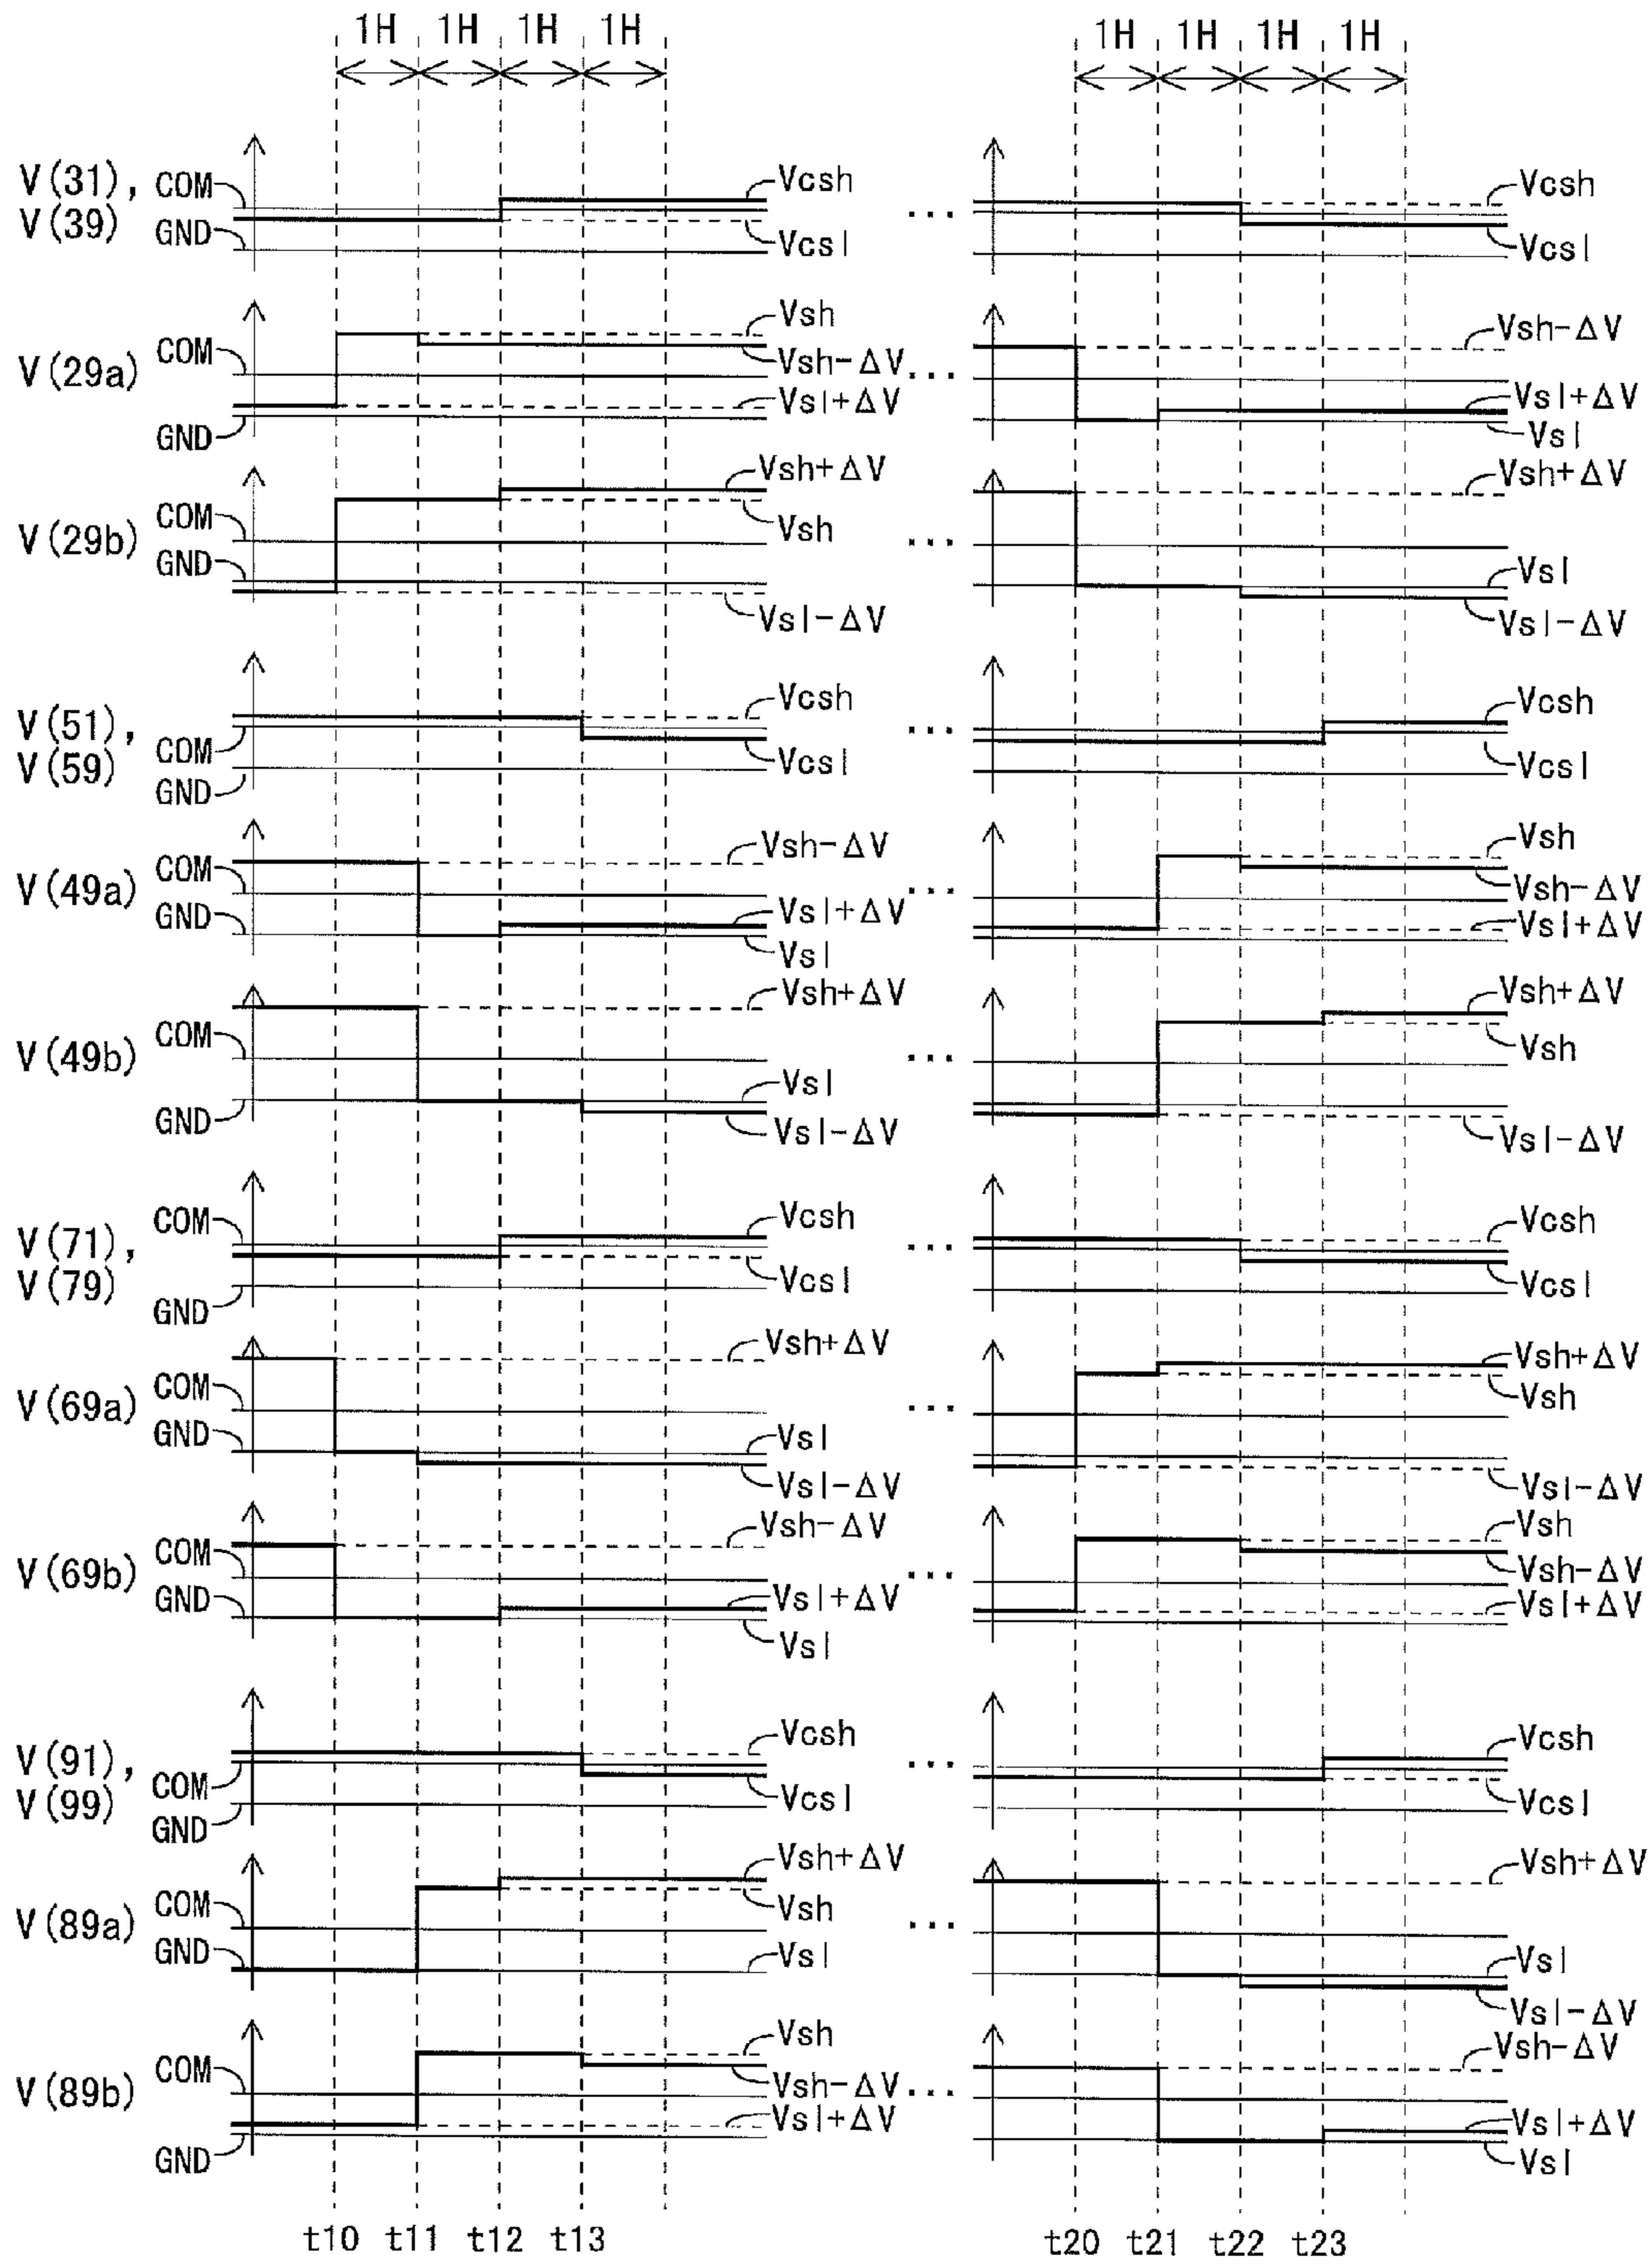 1H 1H 1H 1H 1H 1H 1H 1H
V(31), COM Vcsh Vcsh
V(39) GND Vcsl ... Vcsl
Vsh Vsh-ΔV
COM
V(29a) Vsh-ΔV ...
Vsl+ΔV Vsl+ΔV
GND Vsl
Vsh+ΔV Vsh+ΔV
COM Vsh
V(29b) ...
GND Vsl
Vsl-ΔV Vsl-ΔV
Vcsh Vcsh
V(51), COM ...
V(59) Vcsl Vcsl
GND
Vsh-ΔV Vsh
COM
V(49a) ... Vsh-ΔV
GND Vsl+ΔV Vsl+ΔV
Vsl
Vsh+ΔV Vsh+ΔV
COM Vsh
V(49b) ...
Vsl
GND Vsl-ΔV Vsl-ΔV
COM Vcsh Vcsh
V(71), ...
V(79) Vcsl Vcsl
GND
Vsh+ΔV Vsh+ΔV
COM Vsh
V(69a) ...
GND Vsl
Vsl-ΔV Vsl-ΔV
Vsh-ΔV Vsh
COM Vsh-ΔV
V(69b) ...
GND Vsl+ΔV Vsl+ΔV
Vsl
Vcsh Vcsh
V(91), ...
COM
V(99) Vcsl Vcsl
GND
Vsh+ΔV Vsh+ΔV
COM Vsh
V(89a) ...
GND Vsl Vsl
Vsl-ΔV
Vsh Vsh-ΔV
COM
V(89b) Vsh-ΔV ...
Vsl+ΔV Vsl+ΔV
GND Vsl
t10 t11 t12 t13 t20 t21 t22 t23